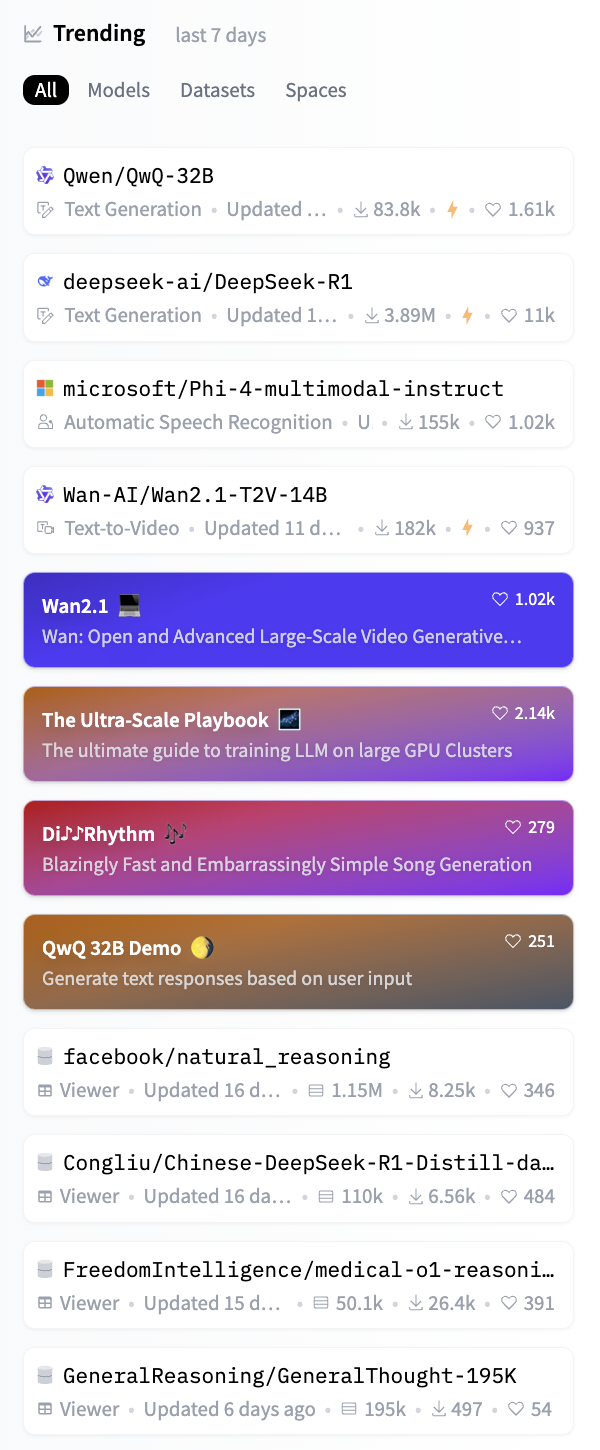 Trending last 7 days
All Models Datasets Spaces
Qwen/QwQ-32B
Text Generation • Updated … • 83.8k • • 1.61k
deepseek-ai/DeepSeek-R1
Text Generation • Updated 1… • 3.89M • • 11k
microsoft/Phi-4-multimodal-instruct
Automatic Speech Recognition • U • 155k • 1.02k
Wan-AI/Wan2.1-T2V-14B
Text-to-Video • Updated 11 d… • 182k • • 937
Wan2.1 💻 1.02k
Wan: Open and Advanced Large-Scale Video Generative…
The Ultra-Scale Playbook 🌌 2.14k
The ultimate guide to training LLM on large GPU Clusters
Di♪♪Rhythm 🎶 279
Blazingly Fast and Embarrassingly Simple Song Generation
QwQ 32B Demo 🌖 251
Generate text responses based on user input
facebook/natural_reasoning
Viewer • Updated 16 d… • 1.15M • 8.25k • 346
Congliu/Chinese-DeepSeek-R1-Distill-da…
Viewer • Updated 16 da… • 110k • 6.56k • 484
FreedomIntelligence/medical-o1-reasoni…
Viewer • Updated 15 d… • 50.1k • 26.4k • 391
GeneralReasoning/GeneralThought-195K
Viewer • Updated 6 days ago • 195k • 497 • 54